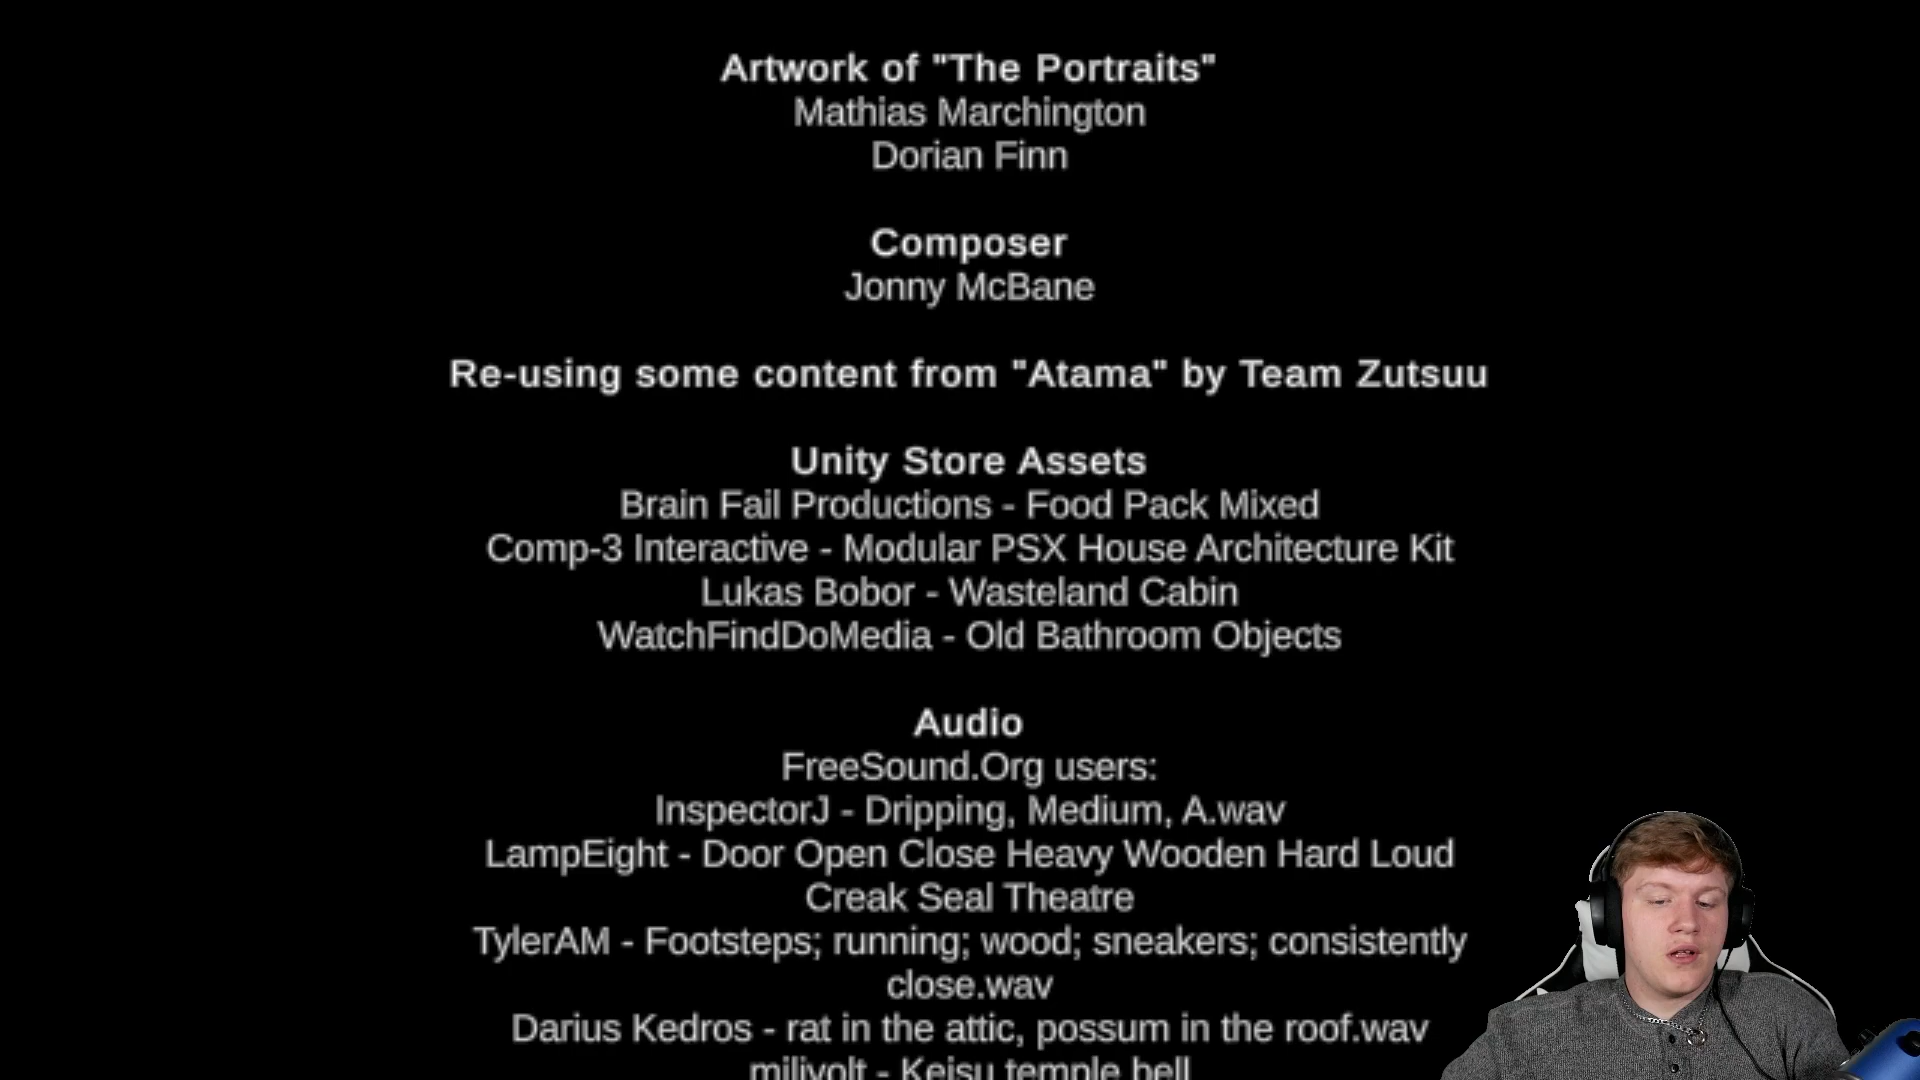 Artwork of "The Portraits"
Mathias Marchington
Dorian Finn
Composer
Jonny McBane
Re-using some content from "Atama" by Team Zutsuu
Unity Store Assets
Brain Fail Productions - Food Pack Mixed
Comp-3 Interactive - Modular PSX House Architecture Kit
Lukas Bobor - Wasteland Cabin
WatchFindDoMedia - Old Bathroom Objects
Audio
FreeSound.Org users:
InspectorJ - Dripping, Medium, A.wav
LampEight - Door Open Close Heavy Wooden Hard Loud
Creak Seal Theatre
TylerAM - Footsteps; running; wood; sneakers; consistently
close.wav
Darius Kedros - rat in the attic, possum in the roof.wav
milivolt - Keisu temple bell